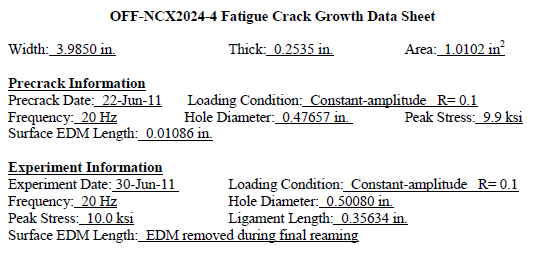 OFF-NCX2024-4 Fatigue Crack Growth Data Sheet
Width: 3.9850 in. Thick: 0.2535 in. Area: 1.0102 in²
Precrack Information
Precrack Date: 22-Jun-11 Loading Condition: Constant-amplitude R= 0.1
Frequency: 20 Hz Hole Diameter: 0.47657 in. Peak Stress: 9.9 ksi
Surface EDM Length: 0.01086 in.
Experiment Information
Experiment Date: 30-Jun-11 Loading Condition: Constant-amplitude R= 0.1
Frequency: 20 Hz Hole Diameter: 0.50080 in.
Peak Stress: 10.0 ksi Ligament Length: 0.35634 in.
Surface EDM Length: EDM removed during final reaming